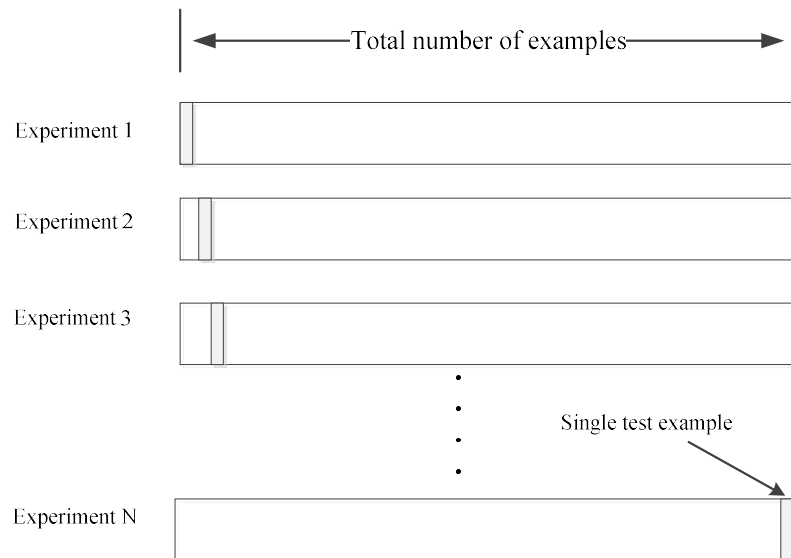 Total number of examples
Experiment 1
Experiment 2
Experiment 3
Single test example
Experiment N